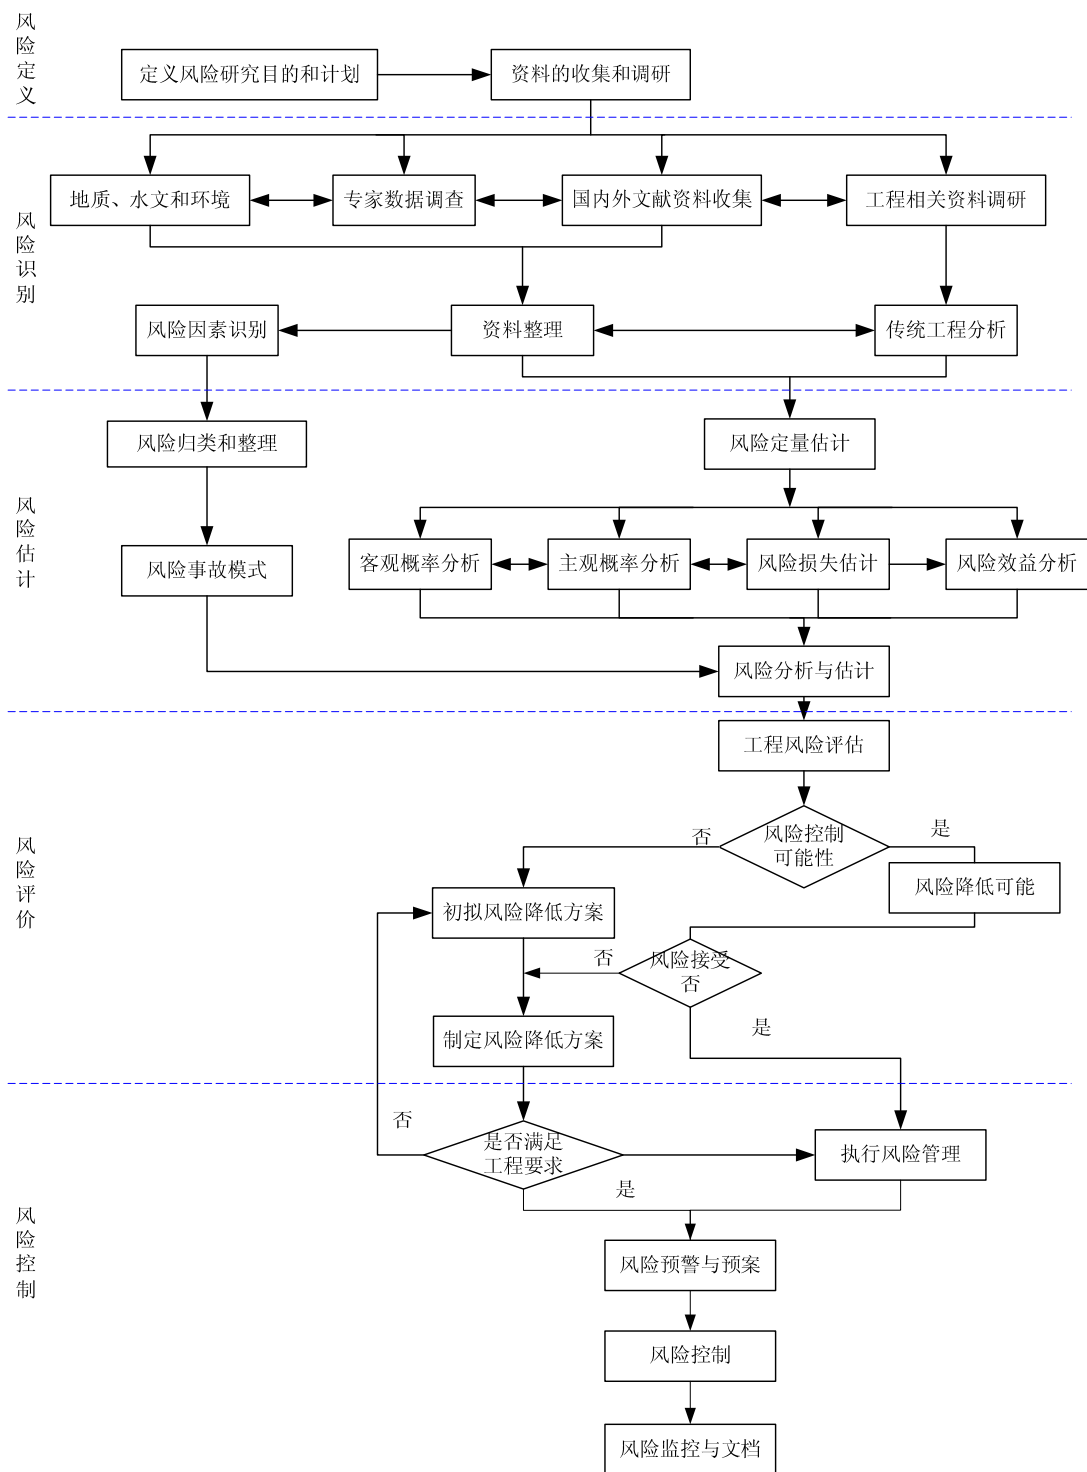 风
险
定
义
定义风险研究目的和计划
资料的收集和调研
风
险
识
别
地质、水文和环境
专家数据调查
国内外文献资料收集
工程相关资料调研
风险因素识别
资料整理
传统工程分析
风
险
估
计
风险归类和整理
风险定量估计
风险事故模式
客观概率分析
主观概率分析
风险损失估计
风险效益分析
风险分析与估计
风
险
评
价
工程风险评估
风险控制
可能性
否
是
风险降低可能
初拟风险降低方案
风险接受
否
否
是
制定风险降低方案
风
险
控
制
是否满足
工程要求
否
是
执行风险管理
风险预警与预案
风险控制
风险监控与文档